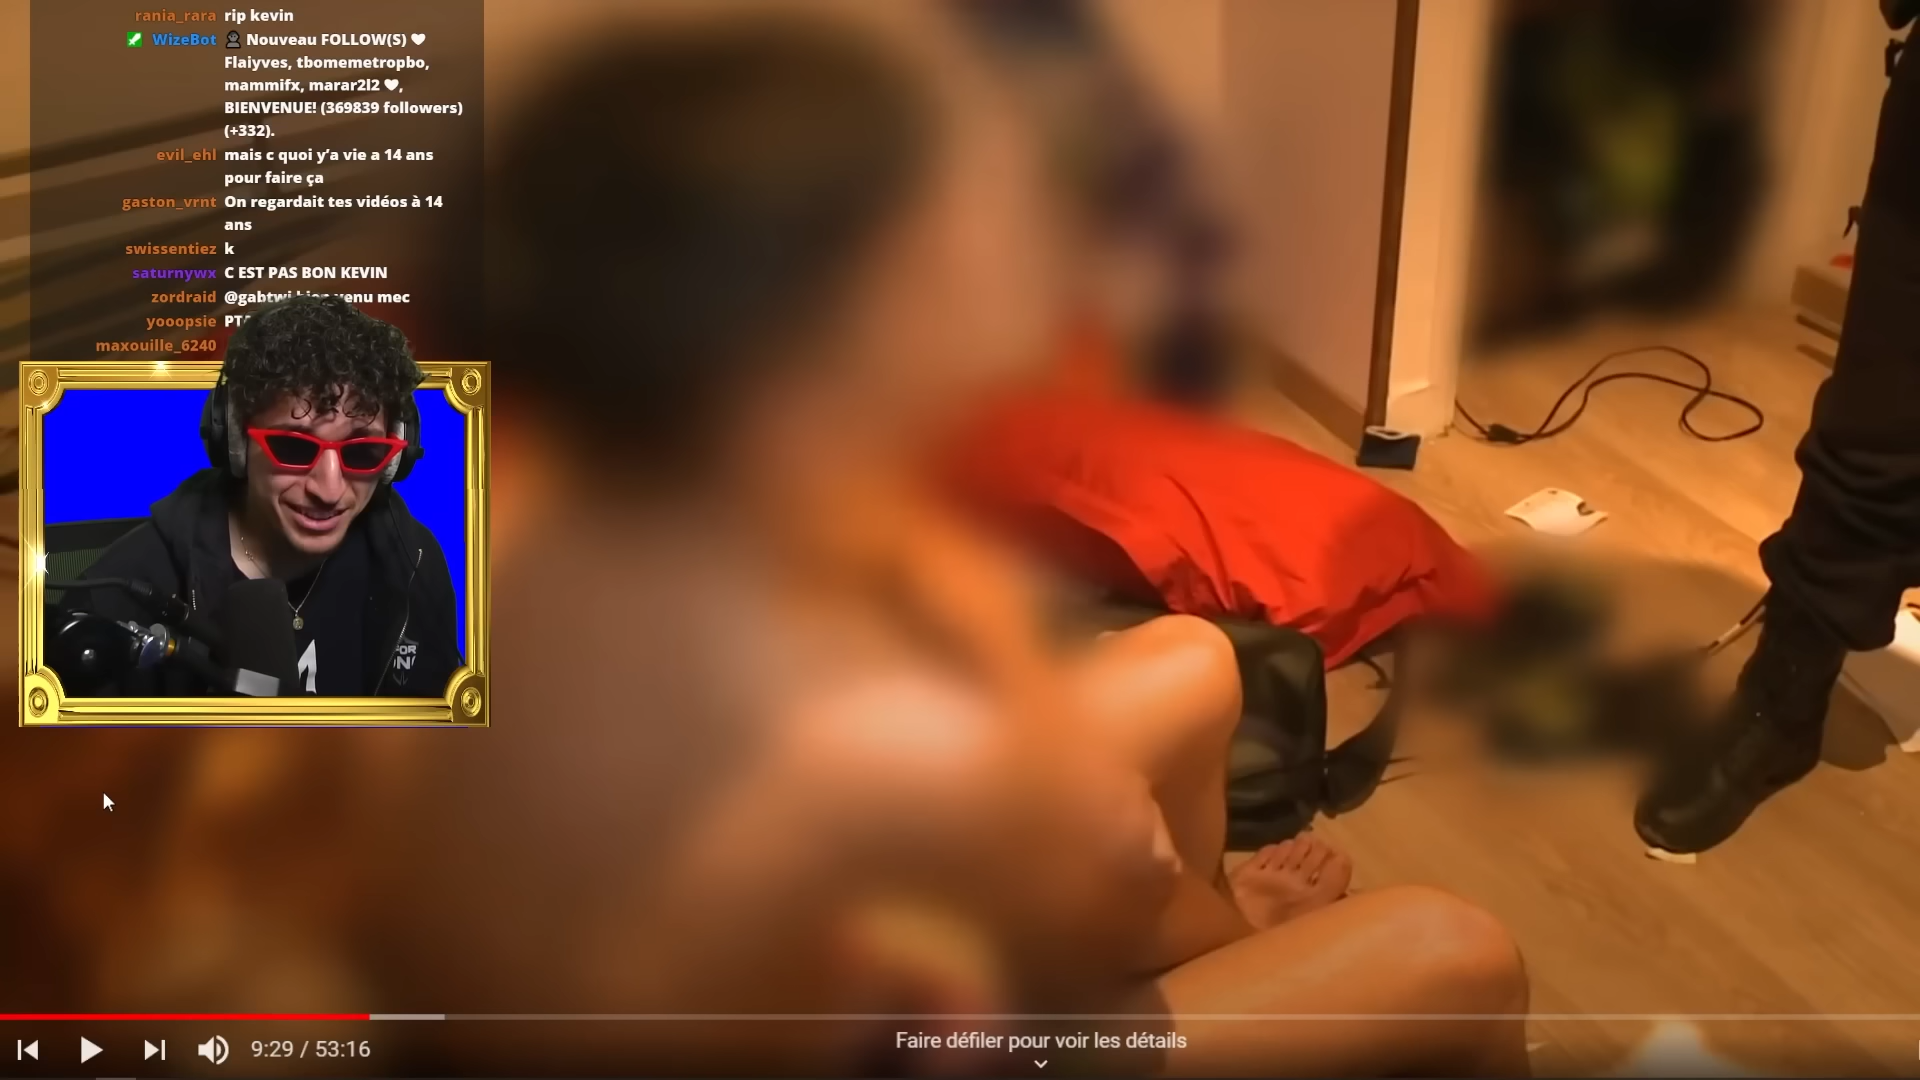 rania_rara rip kevin
WizeBot Nouveau FOLLOW(S) ♥
Flaiyves, tbomemetropbo,
mammifx, marar2l2 ♥,
BIENVENUE! (369839 followers)
(+332).
evil_ehl mais c quoi y’a vie a 14 ans
pour faire ça
gaston_vrnt On regardait tes vidéos à 14
ans
swissentiez k
saturnywx C EST PAS BON KEVIN
zordraid mec
yooopsie
maxouille_6240
9:29 / 53:16
Faire défiler pour voir les détails